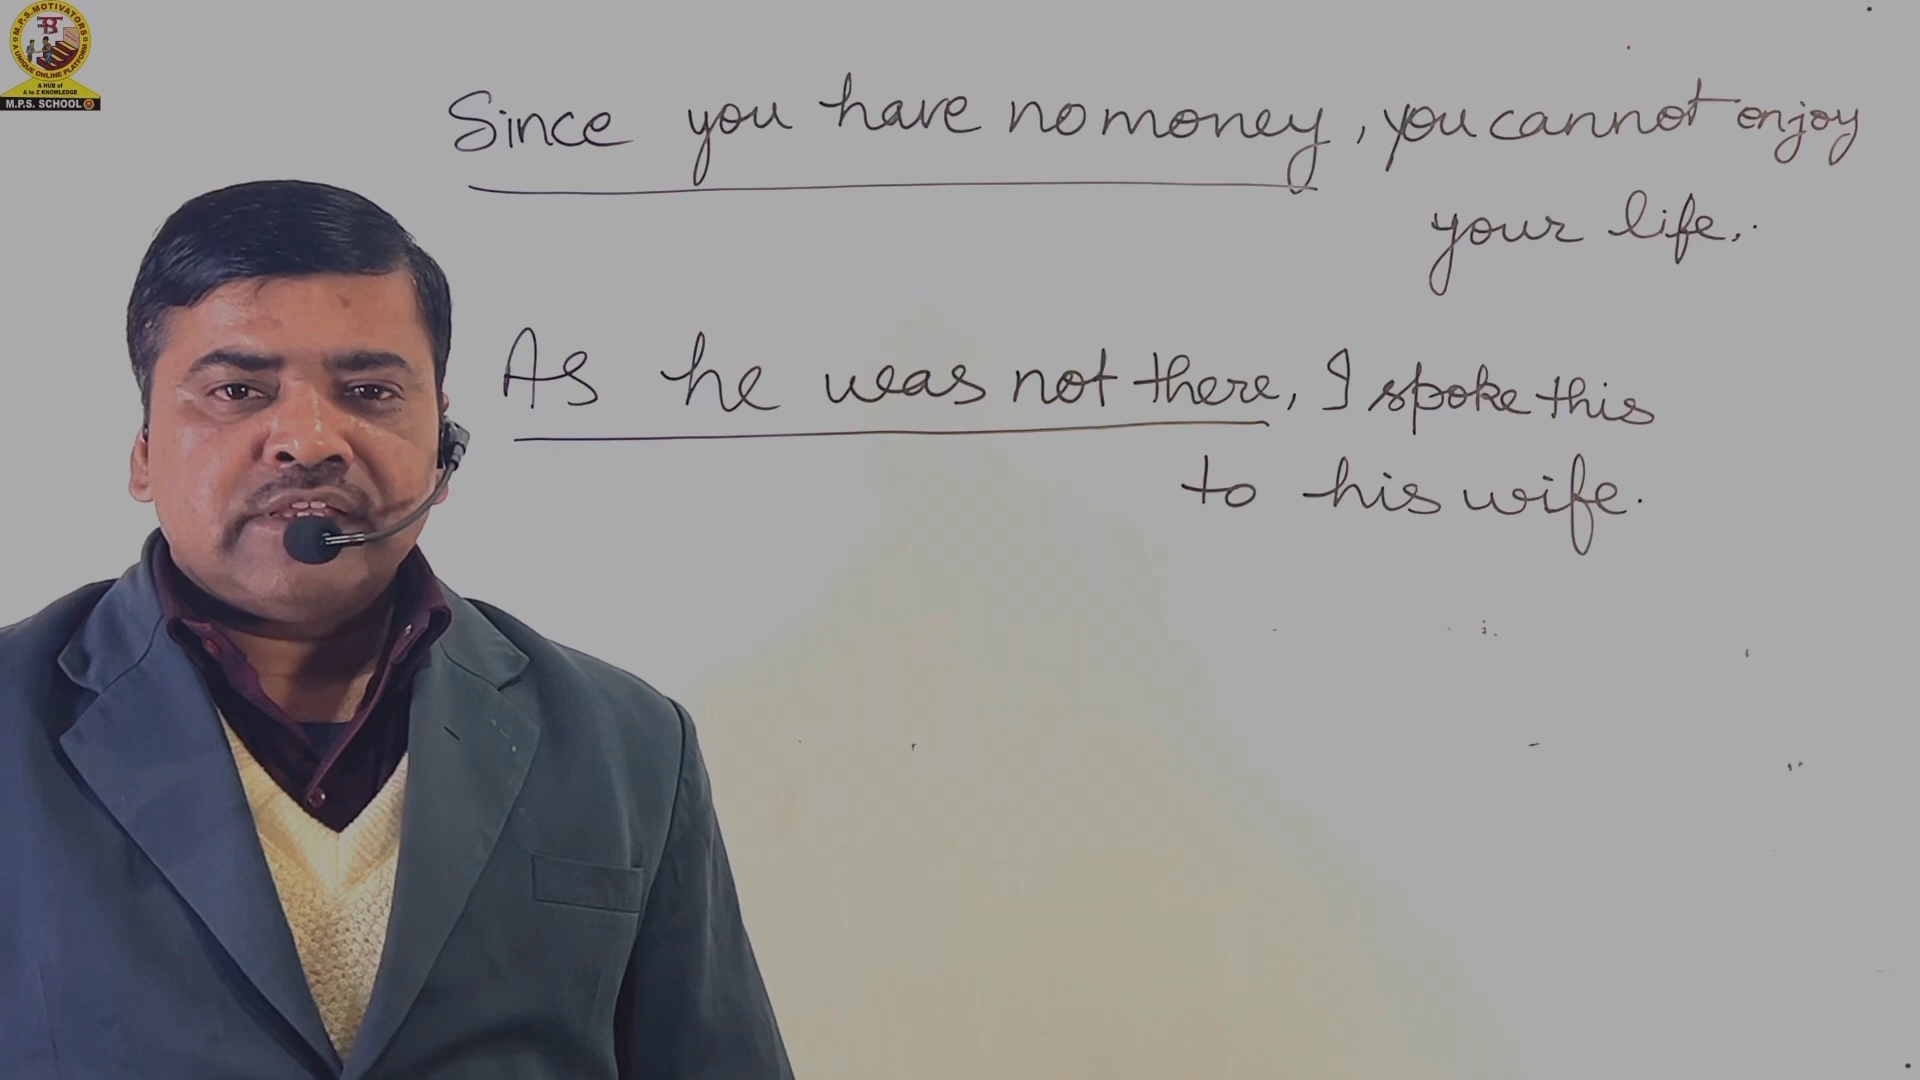 M.P.S. MOTIVATORS
A UNIQUE ONLINE PLATFORM
A HUB of
A to Z KNOWLEDGE
M.P.S. SCHOOL
Since you have no money, you cannot enjoy
your life.
As he was not there, I spoke this
to his wife.